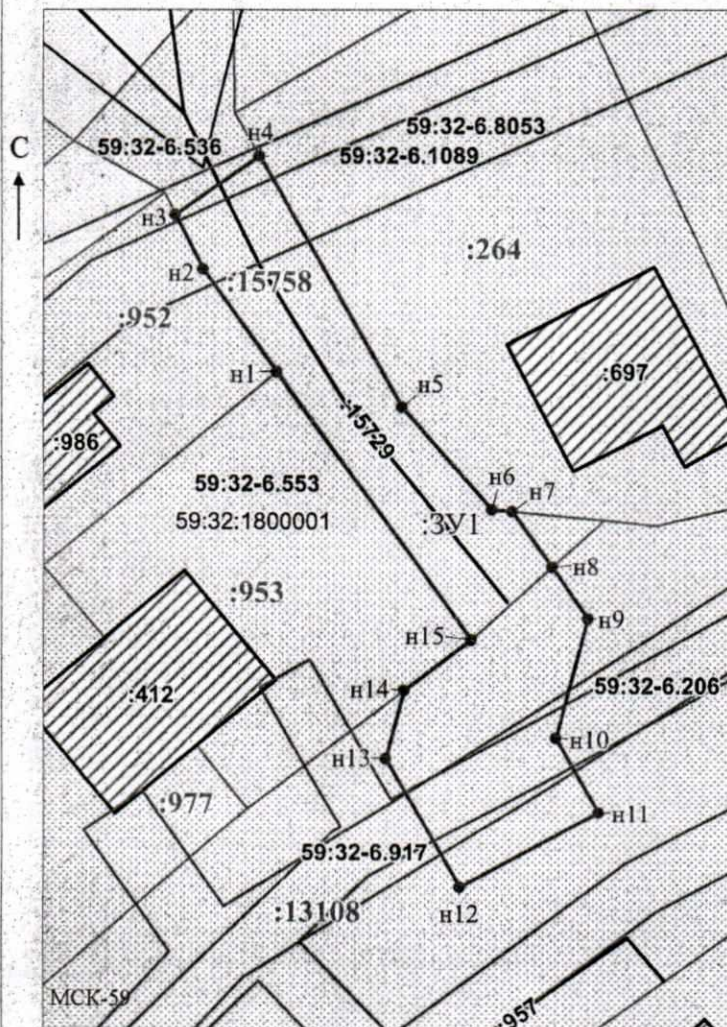 С
н4
59:32-6.536
59:32-6.8053
59:32-6.1089
н3
:264
н2
:15758
:952
н1
:697
н5
:15729
:986
59:32-6.553
59:32:1800001
н6
н7
:ЗУ1
н8
:953
н9
н15
:412
н14
59:32-6.206
н10
н13
:977
н11
59:32-6.917
н12
:13108
МСК-59
:957